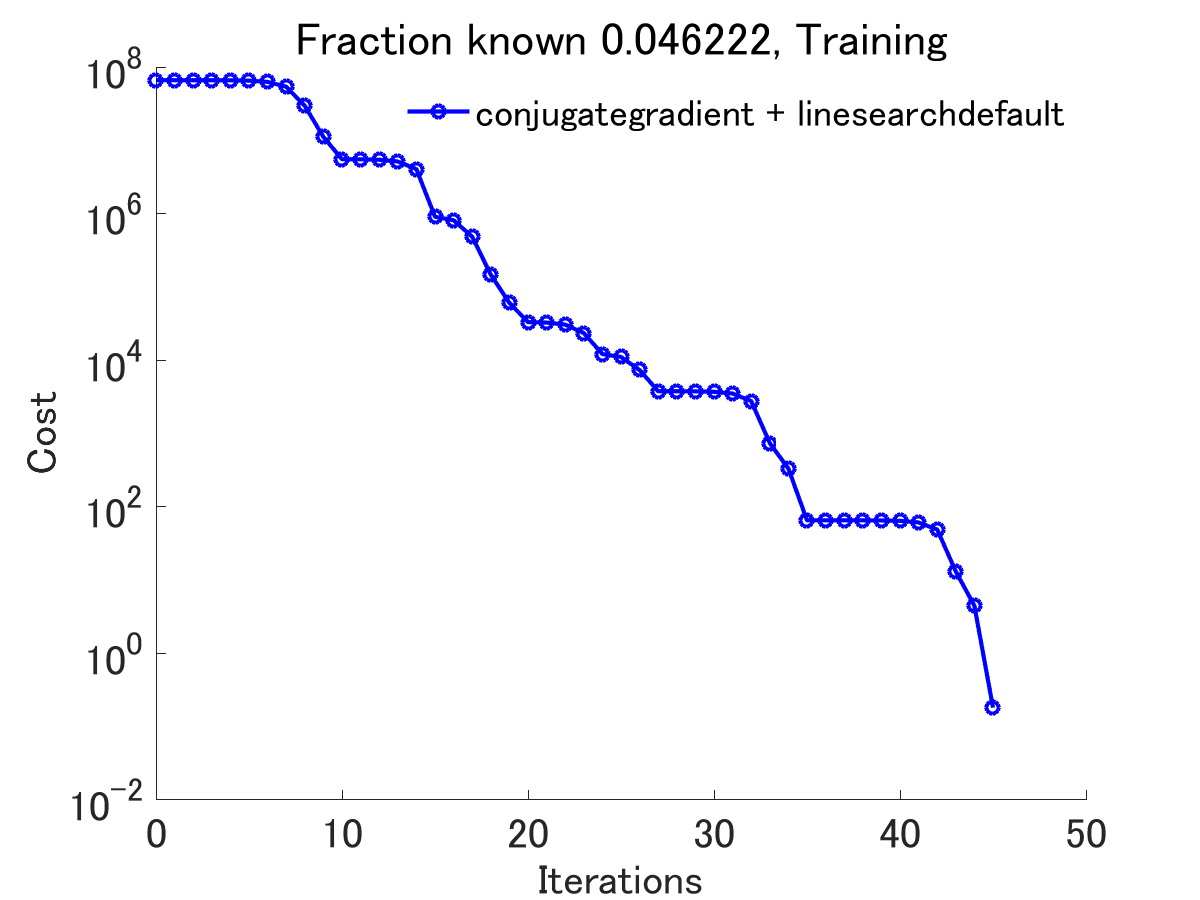 Fraction known 0.046222, Training
conjugategradient + linesearchdefault
Cost
10^8
10^6
10^4
10^2
10^0
10^-2
0 10 20 30 40 50
Iterations